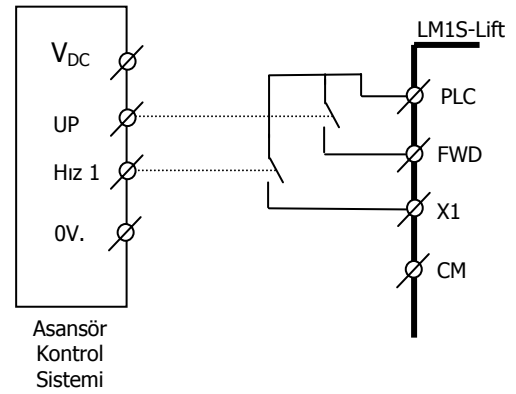 LM1S-Lift
VDC
UP
Hız 1
0V.
PLC
FWD
X1
CM
Asansör
Kontrol
Sistemi